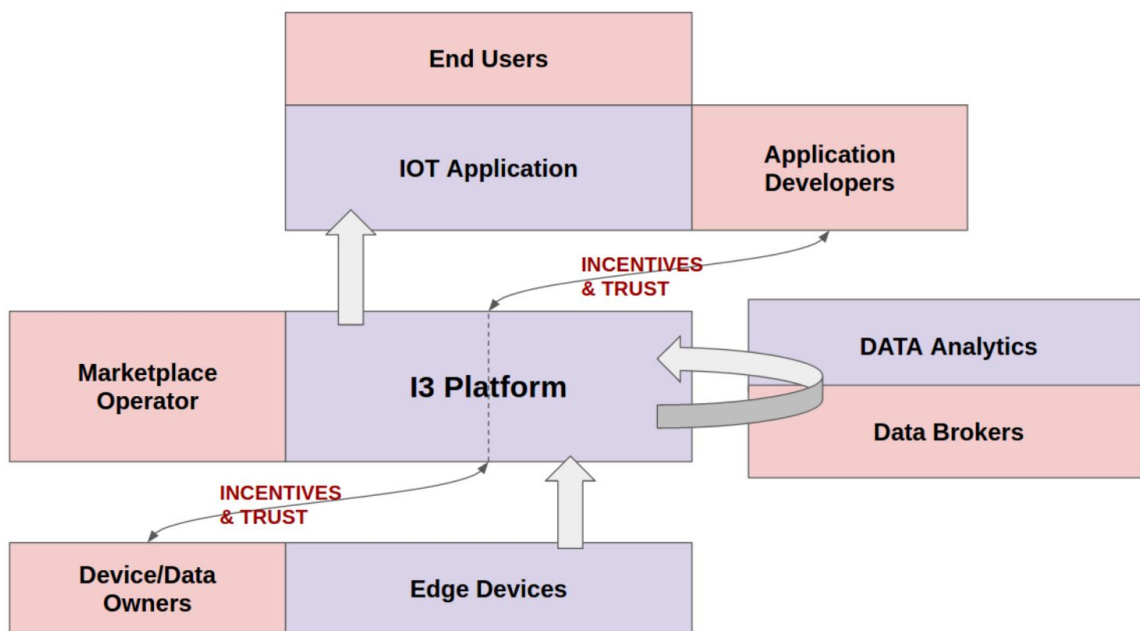 End Users
IOT Application
Application
Developers
INCENTIVES
& TRUST
Marketplace
Operator
I3 Platform
DATA Analytics
Data Brokers
INCENTIVES
& TRUST
Device/Data
Owners
Edge Devices